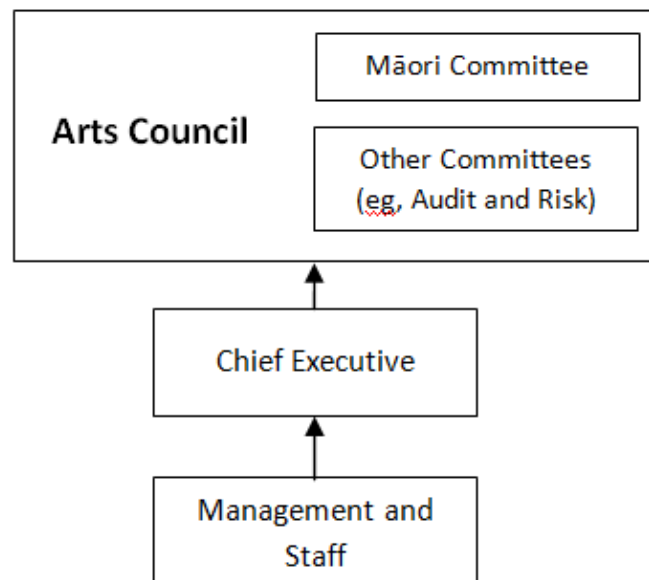 Māori Committee
Arts Council
Other Committees
(eg, Audit and Risk)
Chief Executive
Management and
Staff